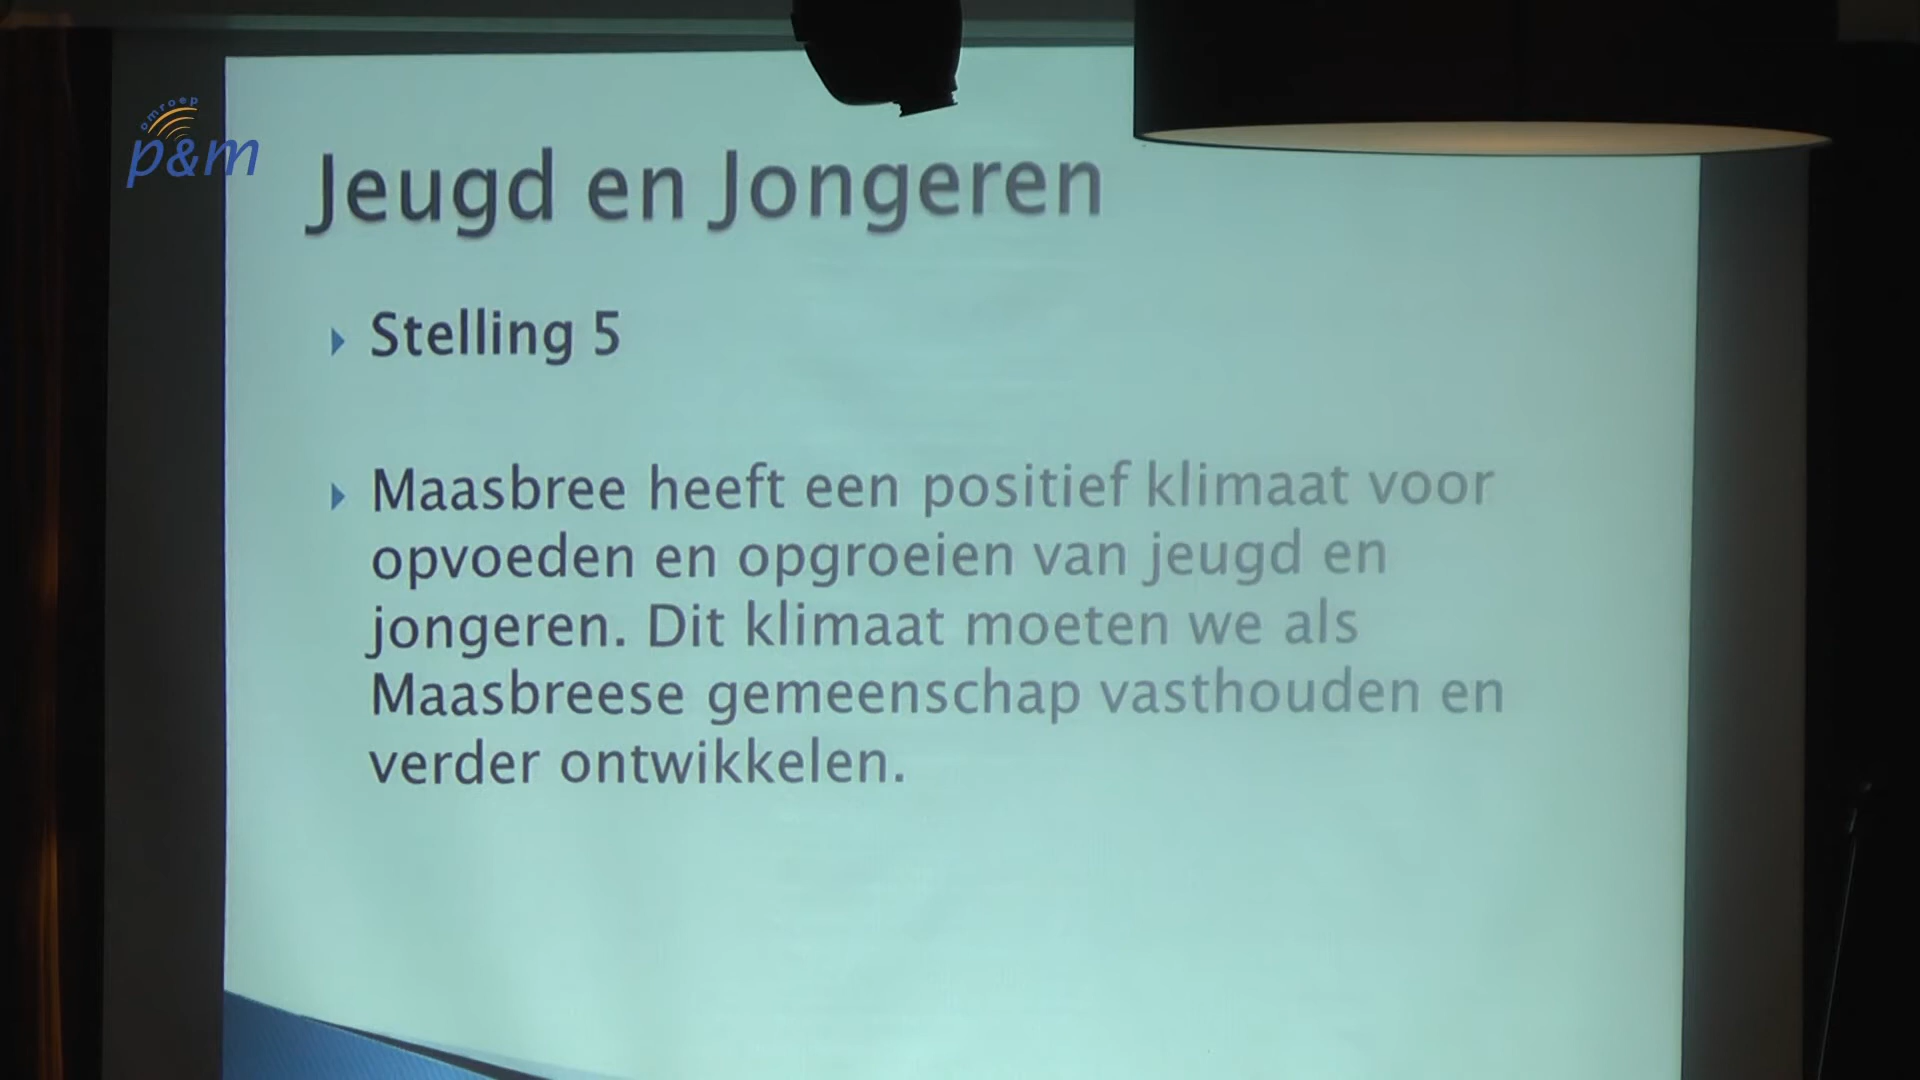 omroep
p&m
Jeugd en Jongeren
Stelling 5
Maasbree heeft een positief klimaat voor
opvoeden en opgroeien van jeugd en
jongeren. Dit klimaat moeten we als
Maasbreese gemeenschap vasthouden en
verder ontwikkelen.